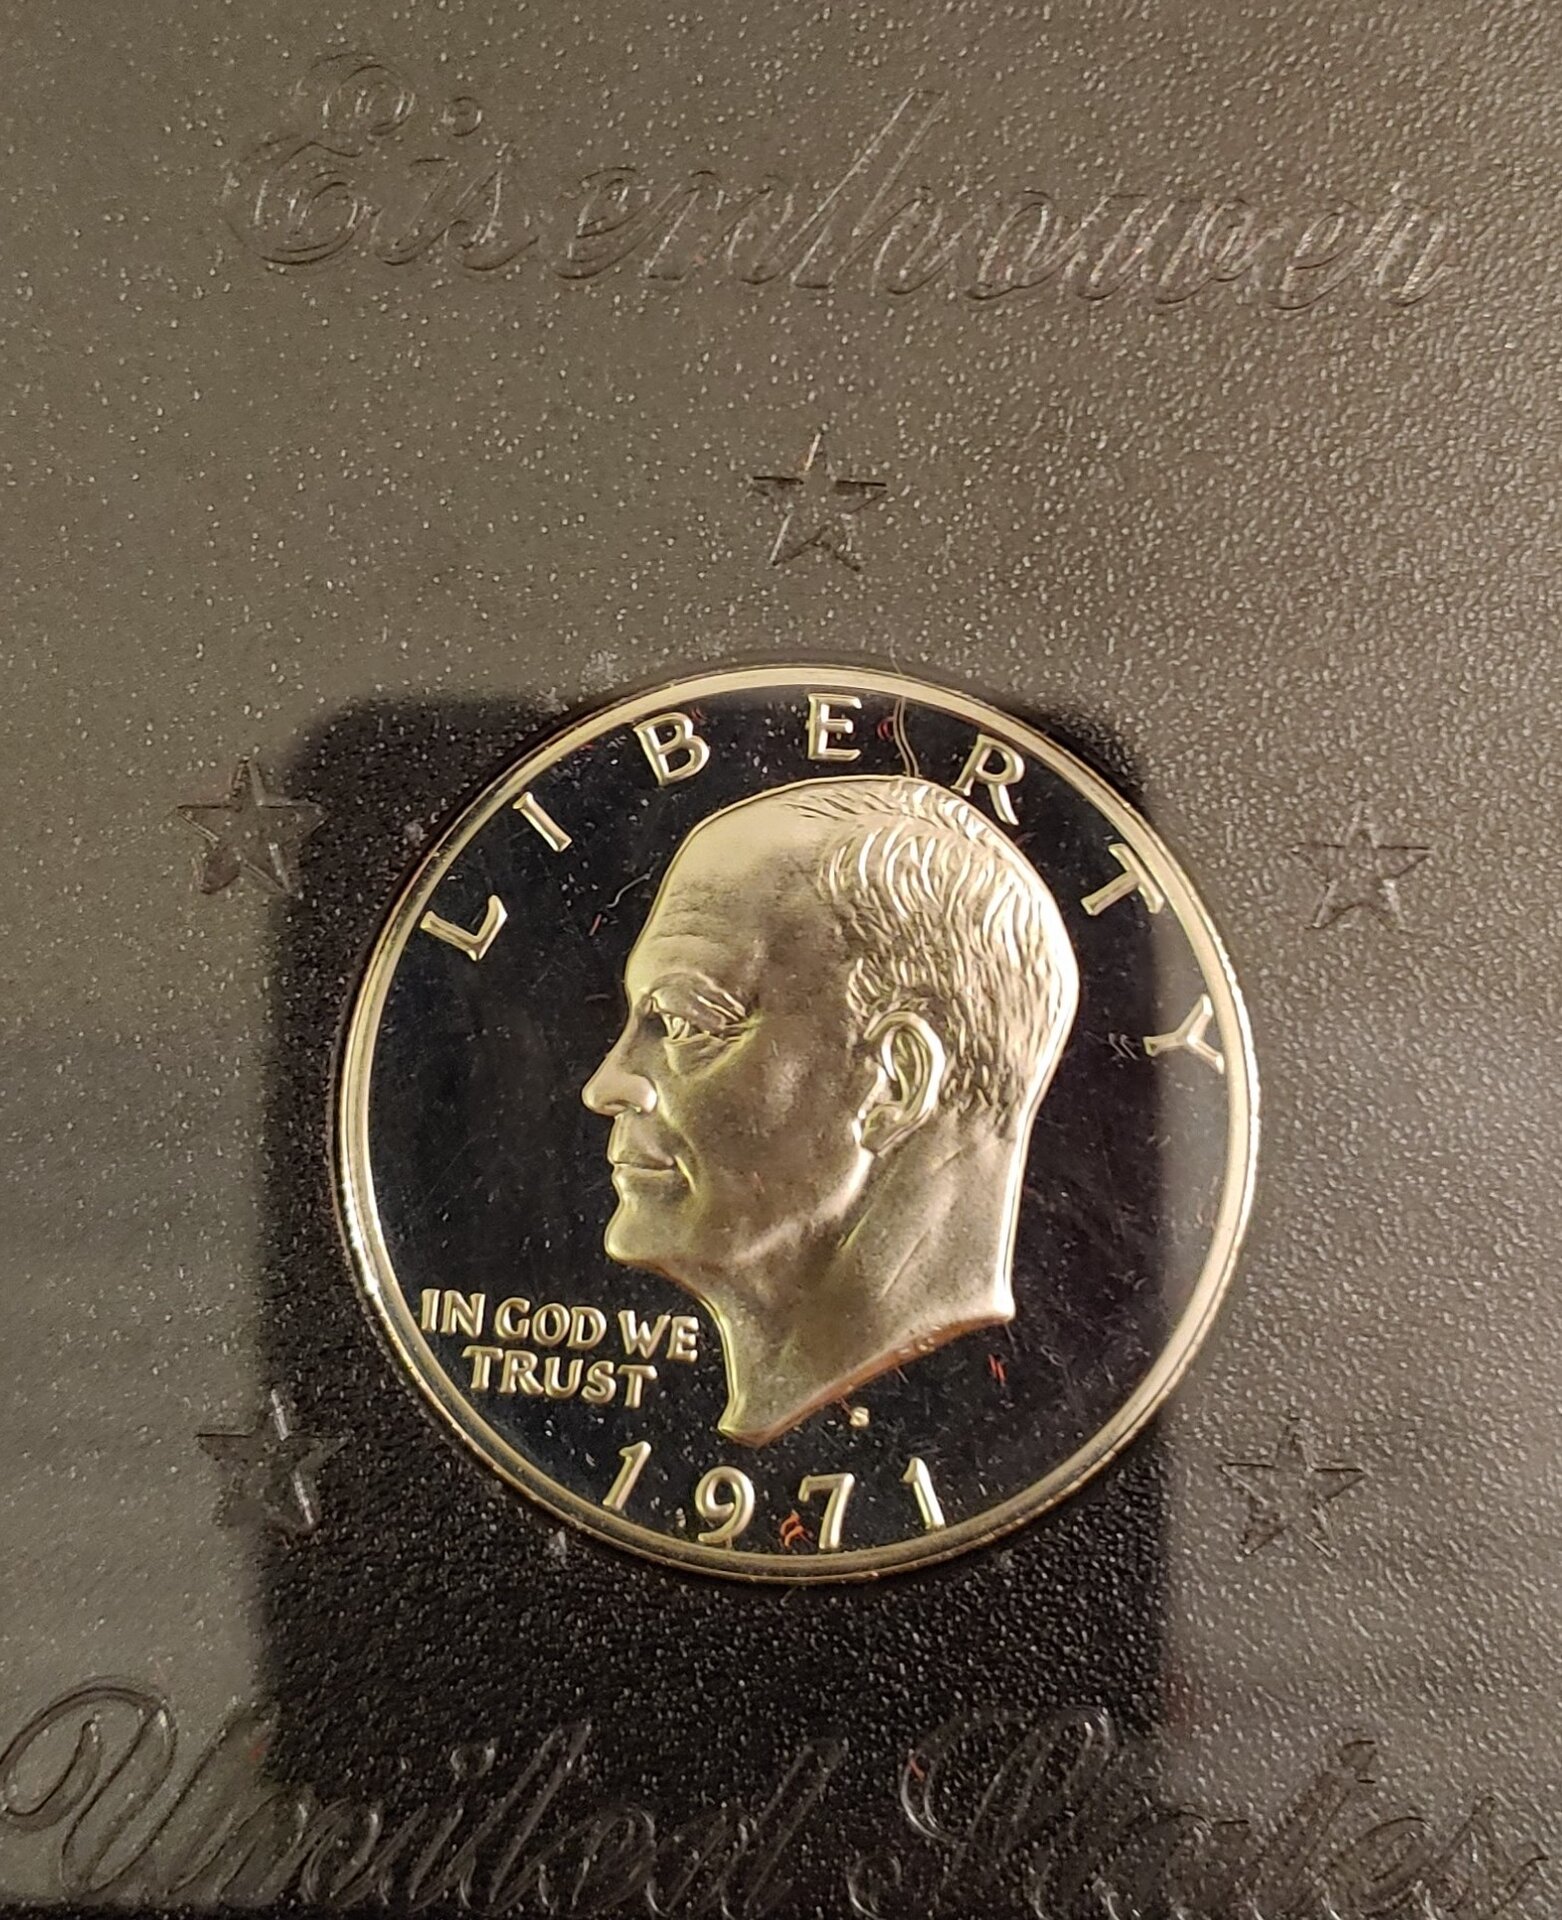 Eisenhower
LIBERTY
IN GOD WE
TRUST
S
1971
United States